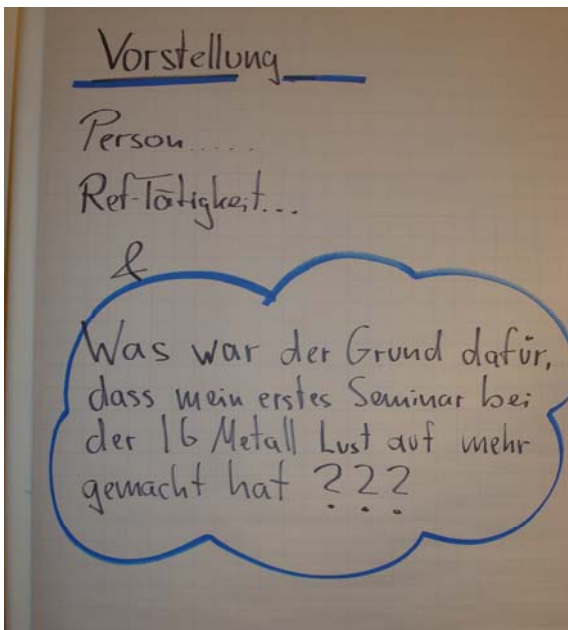 Vorstellung
Person.....
Ref-Tätigkeit...
&
Was war der Grund dafür,
dass mein erstes Seminar bei
der IG Metall Lust auf mehr
gemacht hat ???